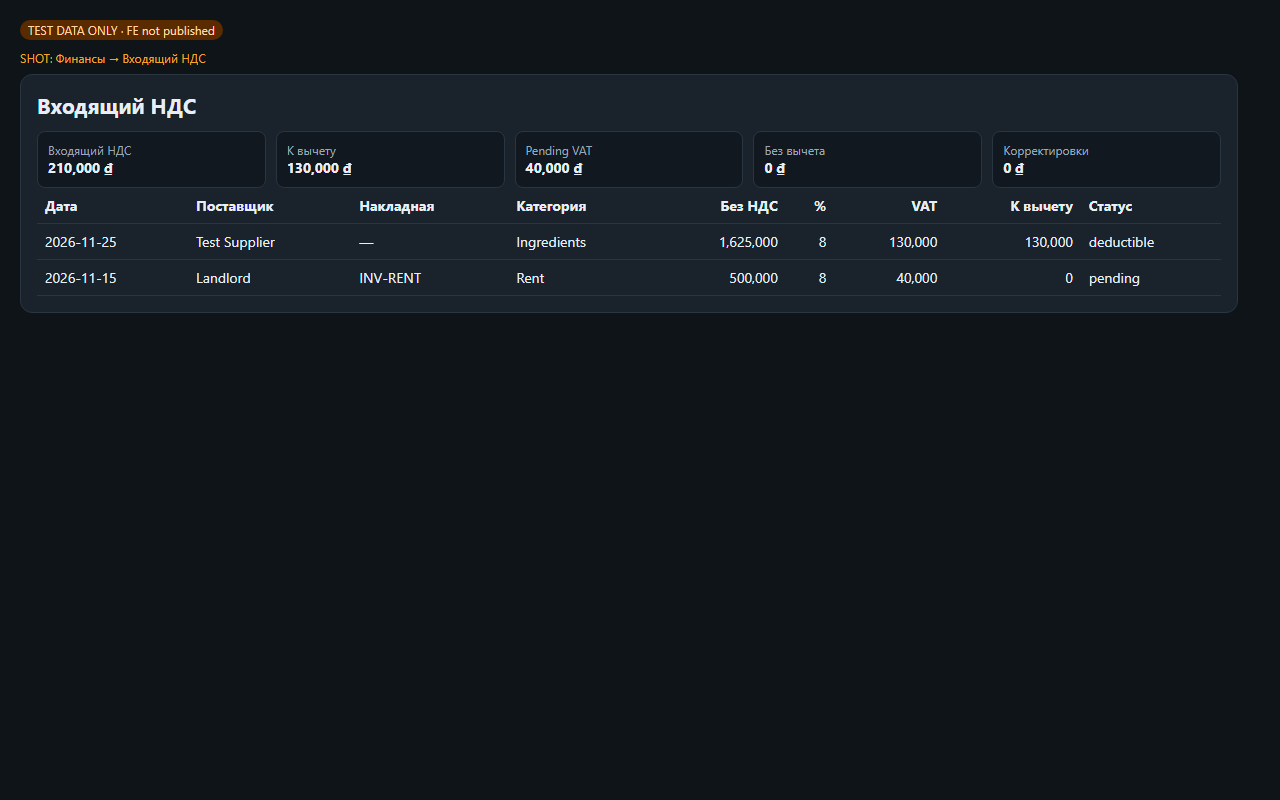 TEST DATA ONLY · FE not published
SHOT: Финансы → Входящий НДС
Входящий НДС
Входящий НДС К вычету Pending VAT Без вычета Корректировки
210,000 ₫ 130,000 ₫ 40,000 ₫ 0 ₫ 0 ₫
Дата Поставщик Накладная Категория Без НДС % VAT К вычету Статус
2026-11-25 Test Supplier — Ingredients 1,625,000 8 130,000 130,000 deductible
2026-11-15 Landlord INV-RENT Rent 500,000 8 40,000 0 pending